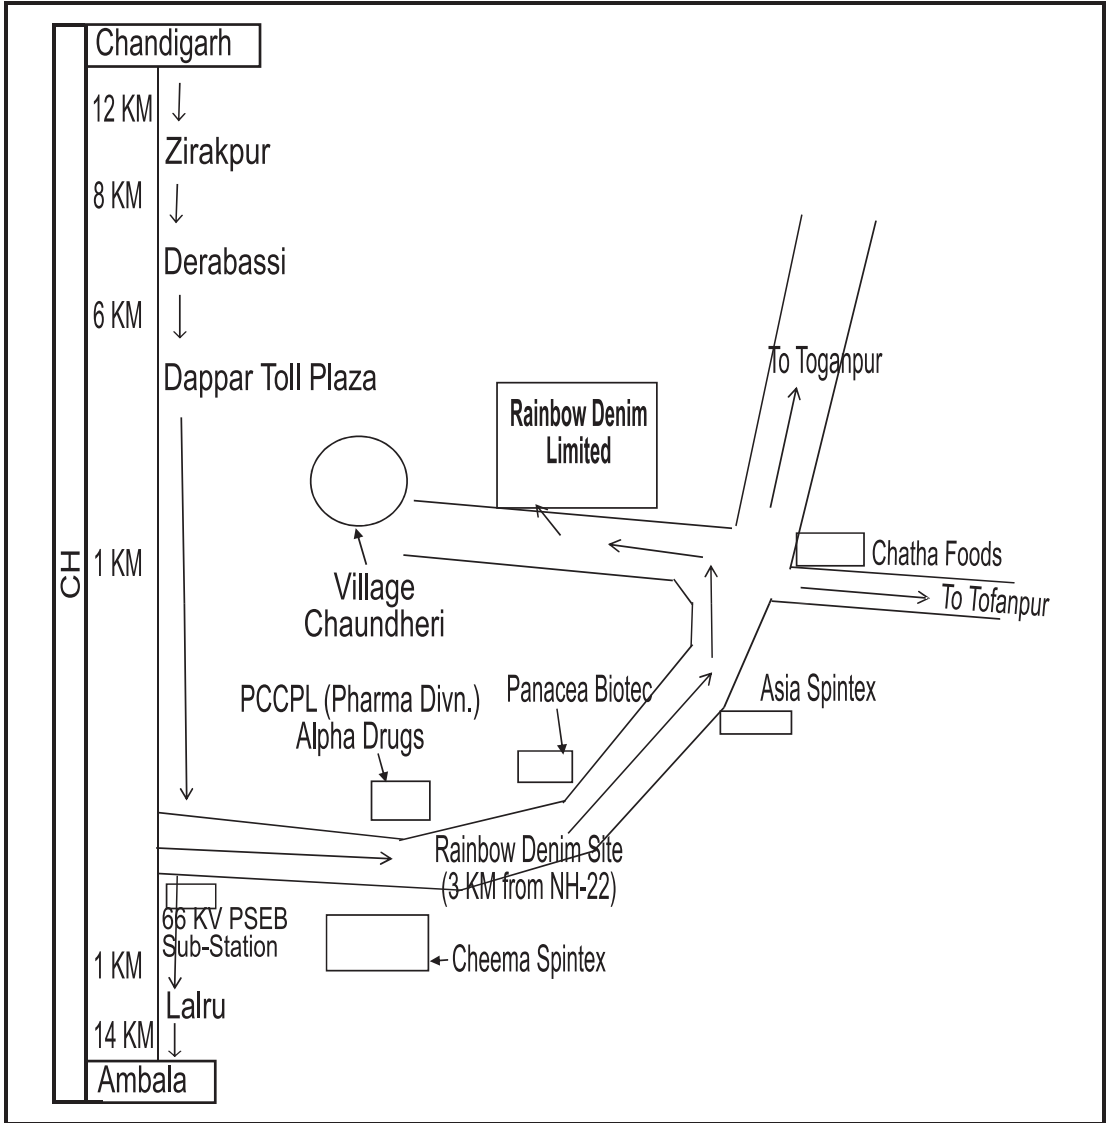 Chandigarh
12 KM
Zirakpur
8 KM
Derabassi
6 KM
Dappar Toll Plaza
To Toganpur
Rainbow Denim
Limited
CH
1 KM
Chatha Foods
Village
Chaundheri
To Tofanpur
PCCPL (Pharma Divn.)
Alpha Drugs
Panacea Biotec
Asia Spintex
Rainbow Denim Site
(3 KM from NH-22)
66 KV PSEB
Sub-Station
1 KM
Cheema Spintex
Lalru
14 KM
Ambala